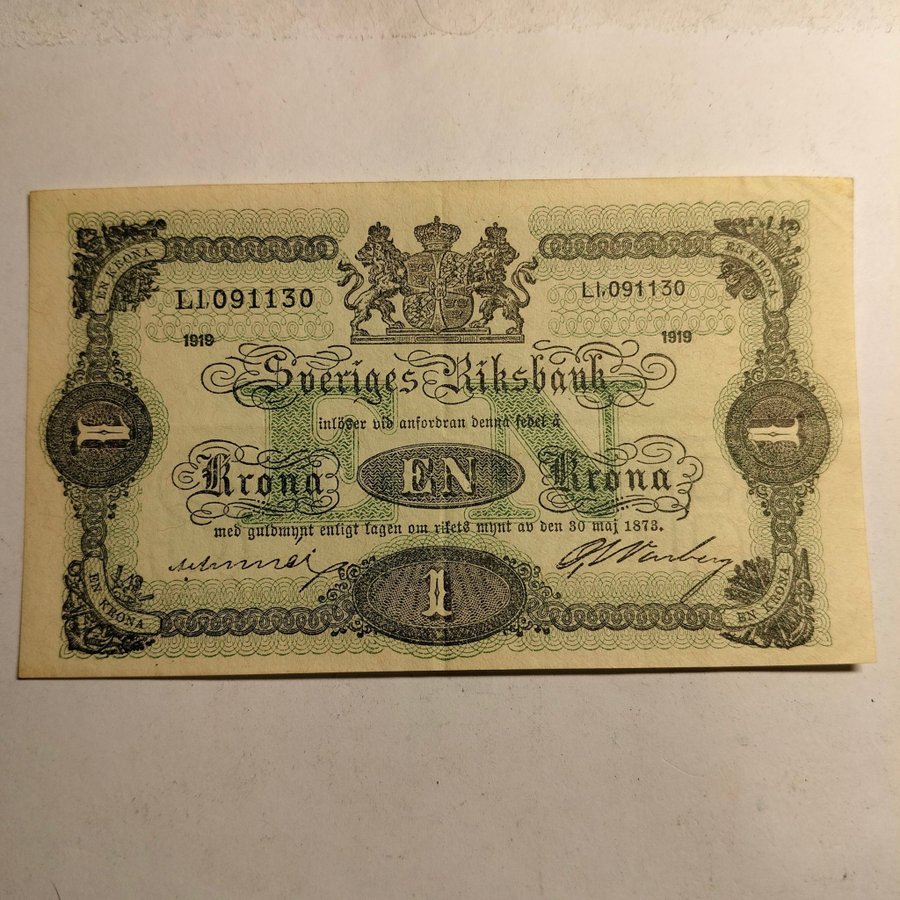 EN KRONA
EN KRONA
L1,091130
L1,091130
1919
1919
Sveriges Riksbank
EN
inlöser vid anfordran denna sedel å
1
1
Krona
EN
Krona
med guldmynt enligt lagen om rikets mynt av den 30 maj 1873.
1
EN KRONA
EN KRONA